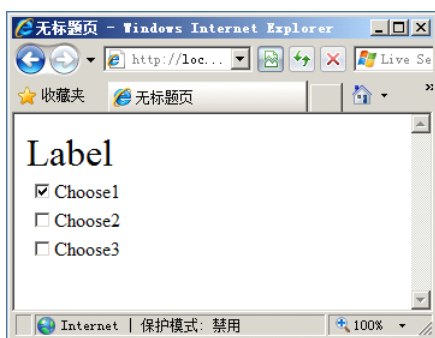 无标题页 - Windows Internet Explorer
http://loc...
Live Se
收藏夹
无标题页
»
Label
Choose1
Choose2
Choose3
Internet | 保护模式: 禁用
100%